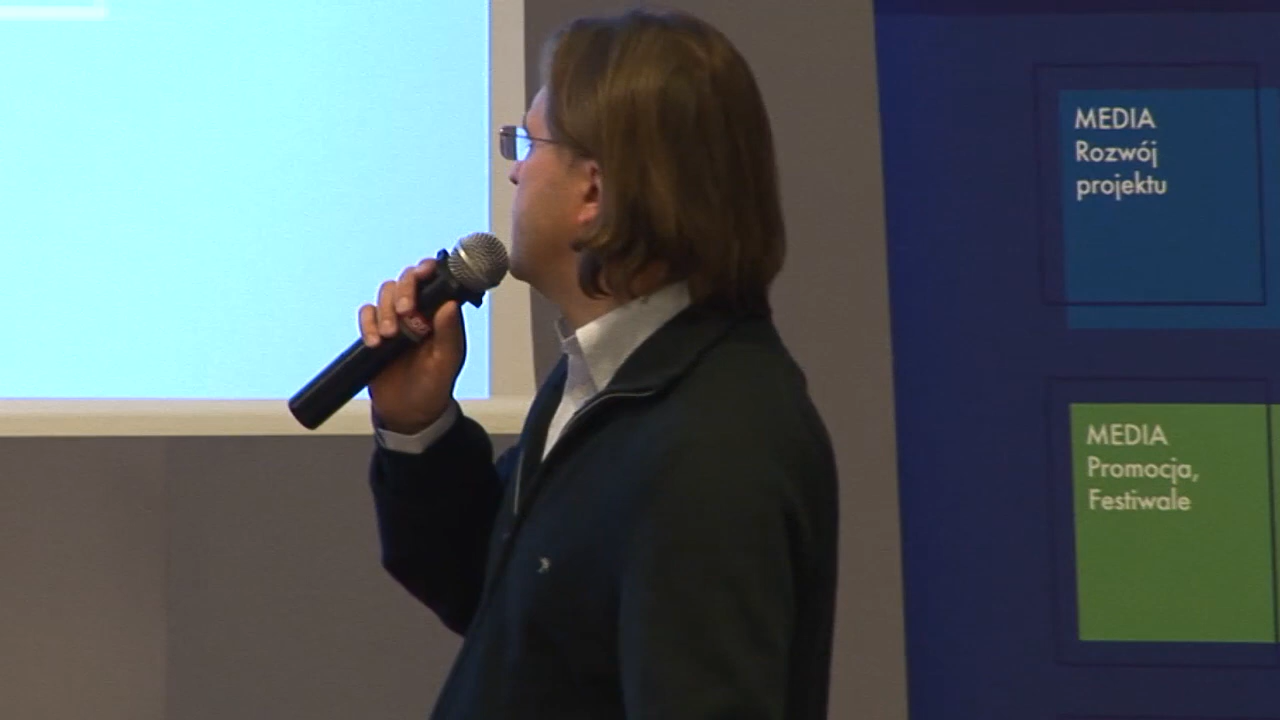 MEDIA
Rozwój
projektu
MEDIA
Promocja,
Festiwale